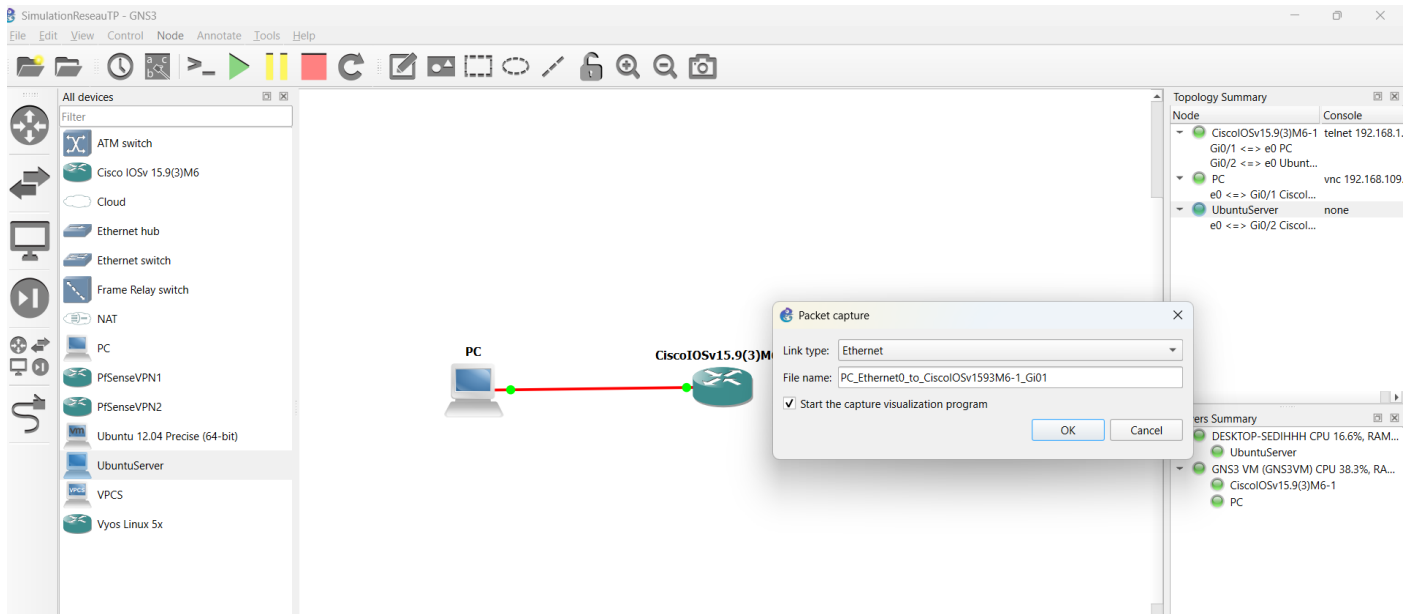 SimulationReseauTP - GNS3
File Edit View Control Node Annotate Tools Help
All devices
Filter
ATM switch
Cisco IOSv 15.9(3)M6
Cloud
Ethernet hub
Ethernet switch
Frame Relay switch
NAT
PC
PfSenseVPN1
PfSenseVPN2
Ubuntu 12.04 Precise (64-bit)
UbuntuServer
VPCS
Vyos Linux 5x
PC
CiscoIOSv15.9(3)M
Packet capture
Link type: Ethernet
File name: PC_Ethernet0_to_CiscoIOSv1593M6-1_Gi01
Start the capture visualization program
OK Cancel
Topology Summary
Node Console
CiscoIOSv15.9(3)M6-1 telnet 192.168.1.
Gi0/1 <=> e0 PC
Gi0/2 <=> e0 Ubunt...
PC vnc 192.168.109.
e0 <=> Gi0/1 CiscoI...
UbuntuServer none
e0 <=> Gi0/2 CiscoI...
ers Summary
DESKTOP-SEDIHHH CPU 16.6%, RAM...
UbuntuServer
GNS3 VM (GNS3VM) CPU 38.3%, RA...
CiscoIOSv15.9(3)M6-1
PC